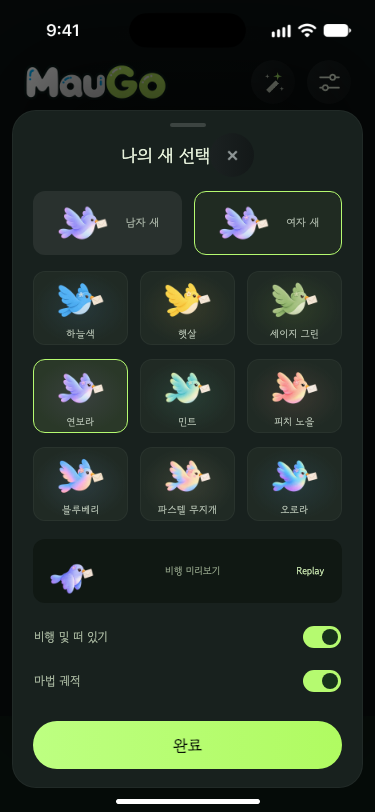 9:41
MauGo
나의 새 선택
남자 새
여자 새
하늘색
햇살
세이지 그린
연보라
민트
피치 노을
블루베리
파스텔 무지개
오로라
비행 미리보기
Replay
비행 및 떠 있기
마법 궤적
완료